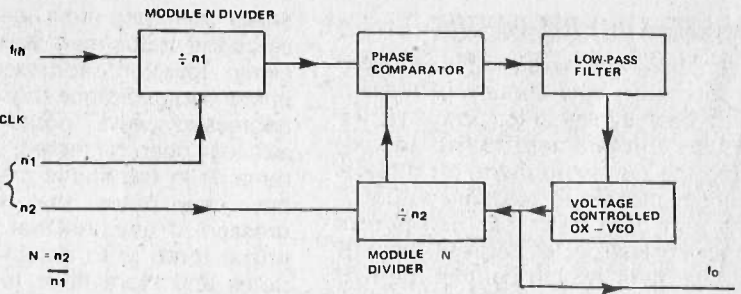 MODULE N DIVIDER
fin
÷ n1
PHASE
COMPARATOR
LOW-PASS
FILTER
CLK
n1
n2
÷ n2
VOLTAGE
CONTROLLED
OX – VCO
MODULE N
DIVIDER
N = n2
n1
fo